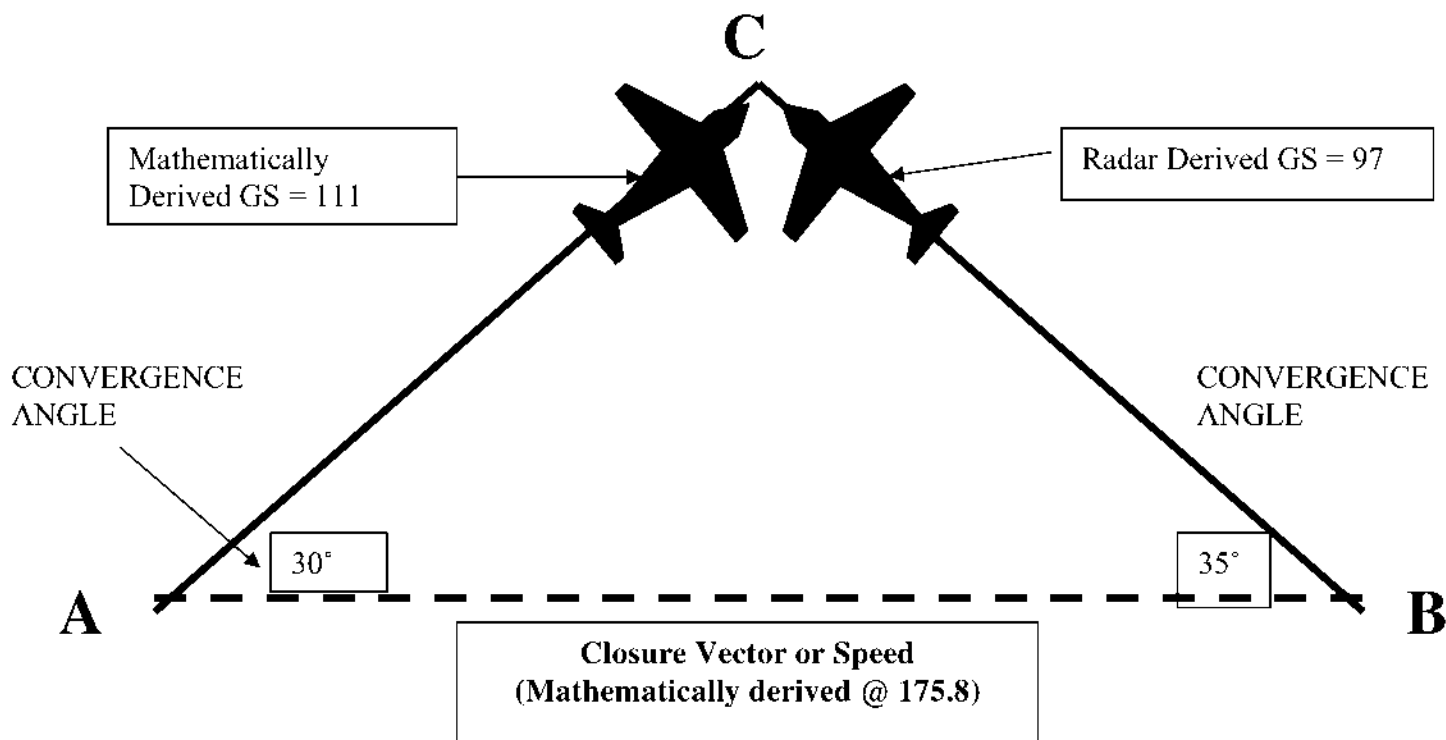 C
Mathematically
Derived GS = 111
Radar Derived GS = 97
CONVERGENCE
ANGLE
CONVERGENCE
ANGLE
30°
35°
A
B
Closure Vector or Speed
(Mathematically derived @ 175.8)